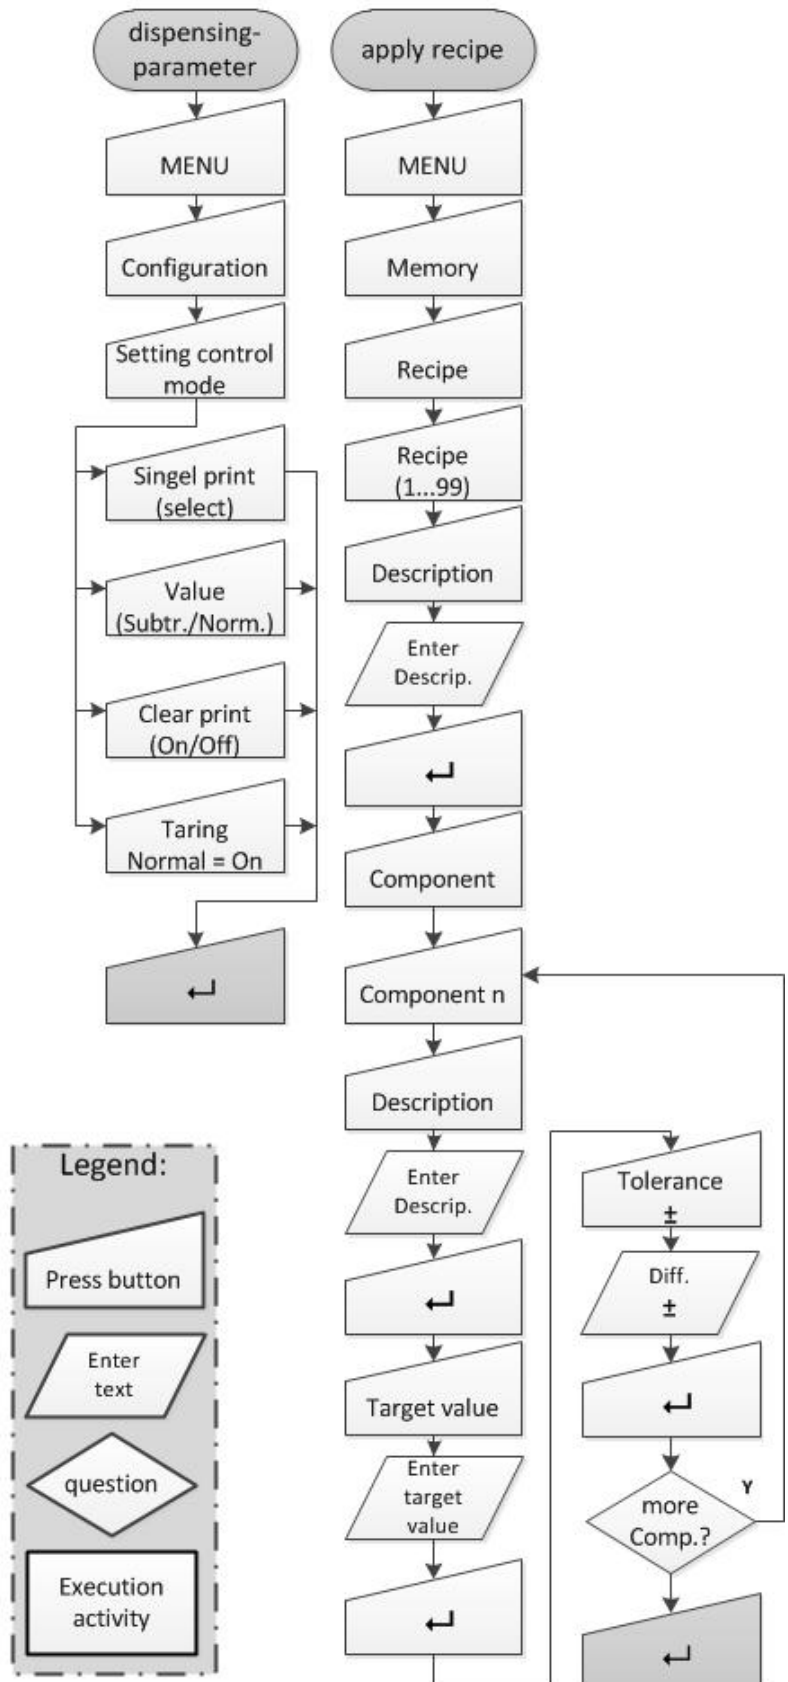 dispensing-
parameter
MENU
Configuration
Setting control
mode
Singel print
(select)
Value
(Subtr./Norm.)
Clear print
(On/Off)
Taring
Normal = On
↵
apply recipe
MENU
Memory
Recipe
Recipe
(1...99)
Description
Enter
Descrip.
↵
Component
Component n
Description
Enter
Descrip.
↵
Target value
Enter
target
value
↵
Tolerance
±
Diff.
±
↵
more
Comp.?
Y
↵
Legend:
Press button
Enter
text
question
Execution
activity